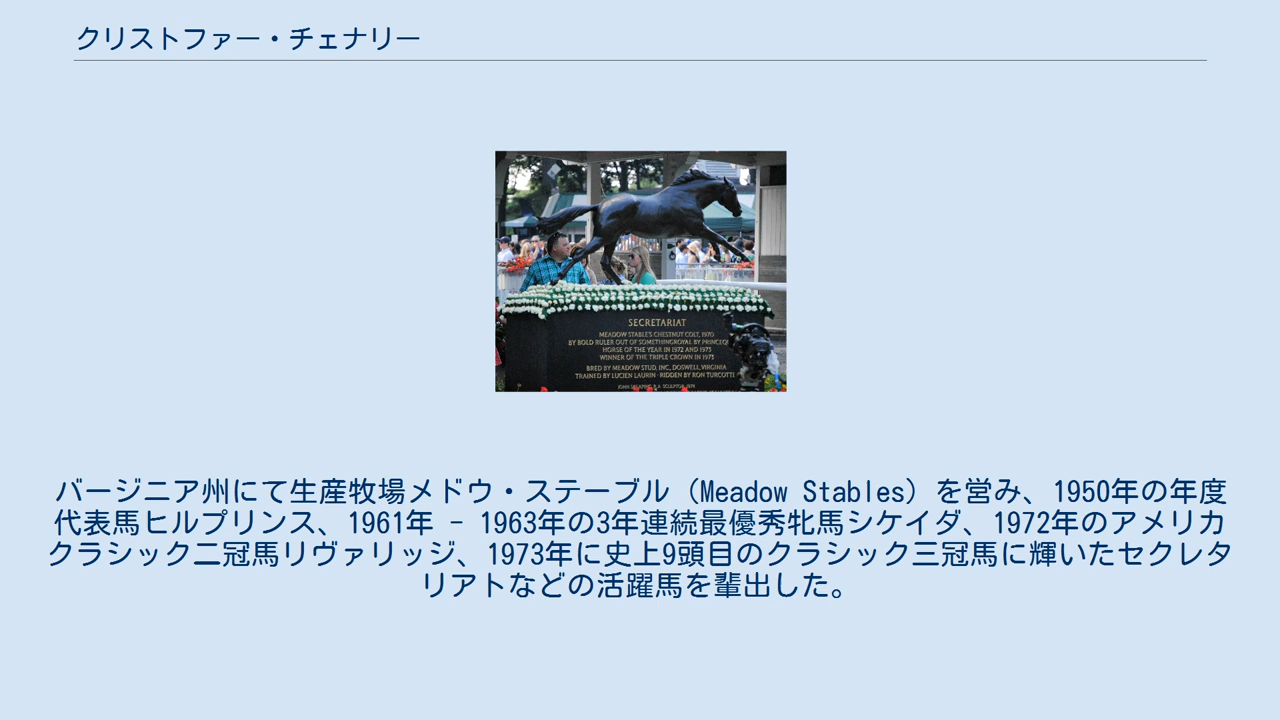 クリストファー・チェナリー
SECRETARIAT
MEADOW STABLE'S CHESTNUT COLT, 1970
BY BOLD RULER OUT OF SOMETHINGROYAL BY
HORSE OF THE YEAR IN 1972 AND 1973
WINNER OF THE TRIPLE CROWN IN 1973
BRED BY MEADOW STUD, INC., DOSWELL, VIRGINIA
TRAINED BY LUCIEN LAURIN · RIDDEN BY RON TURCOTT
バージニア州にて生産牧場メドウ・ステーブル（Meadow Stables）を営み、1950年の年度
代表馬ヒルプリンス、1961年 - 1963年の3年連続最優秀牝馬シケイダ、1972年のアメリカ
クラシック二冠馬リヴァリッジ、1973年に史上9頭目のクラシック三冠馬に輝いたセクレタ
リアトなどの活躍馬を輩出した。